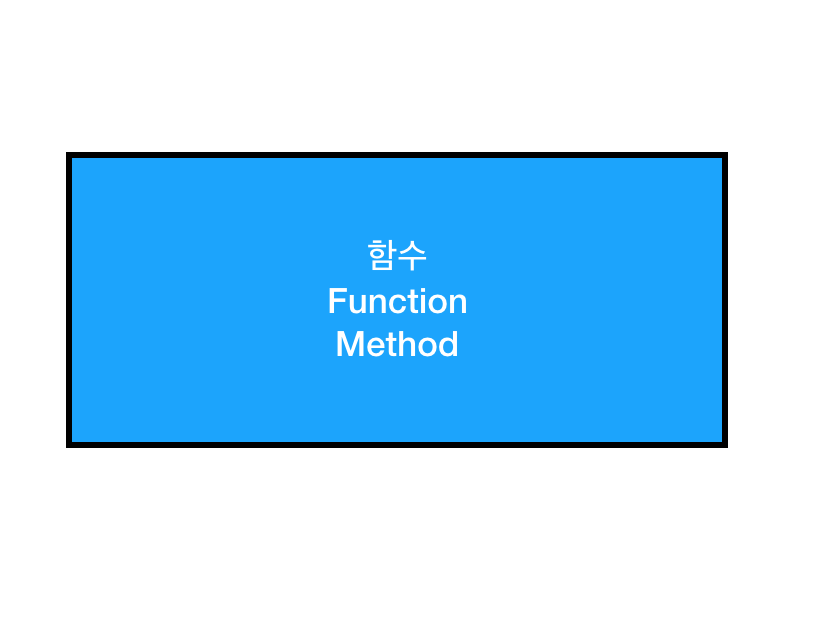 함수
Function
Method